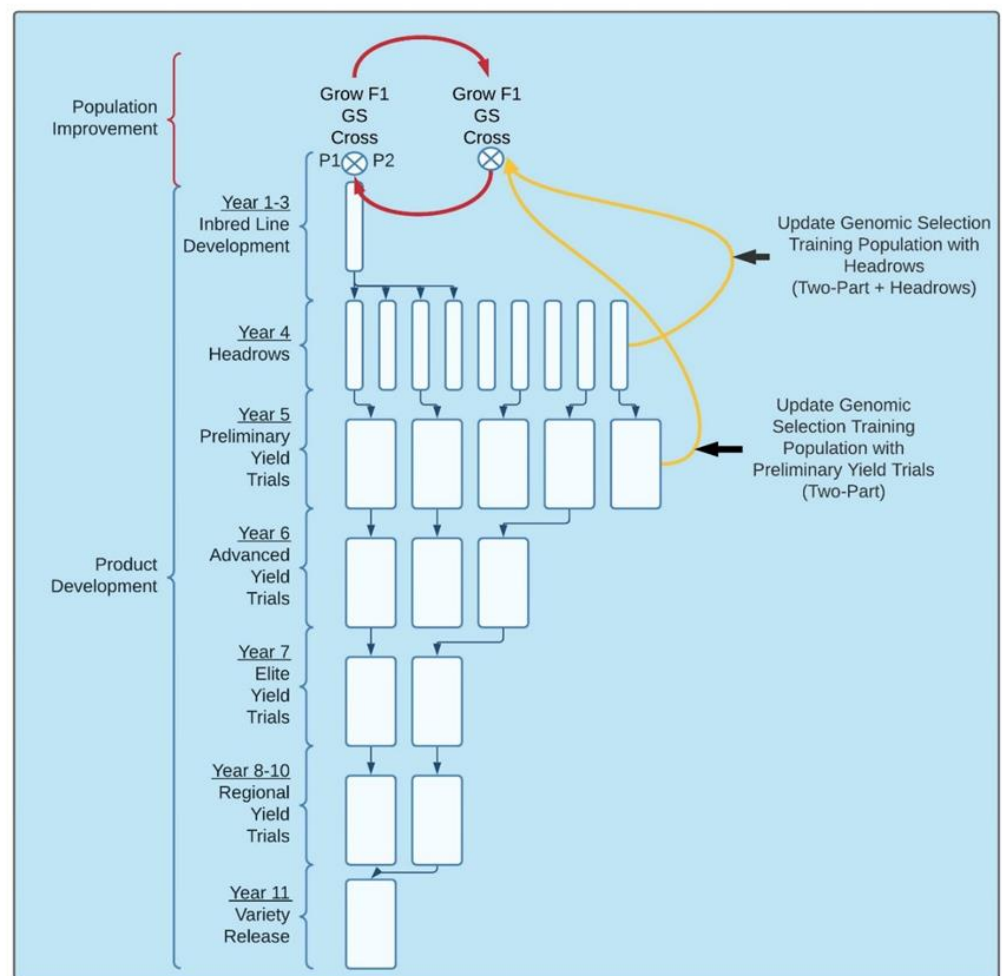 Grow F1
GS
Cross
Grow F1
GS
Cross
P1
P2
Population
Improvement
Year 1-3
Inbred Line
Development
Update Genomic Selection
Training Population with
Headrows
(Two-Part + Headrows)
Year 4
Headrows
Year 5
Preliminary
Yield
Trials
Update Genomic
Selection Training
Population with
Preliminary Yield Trials
(Two-Part)
Year 6
Advanced
Yield
Trials
Product
Development
Year 7
Elite
Yield
Trials
Year 8-10
Regional
Yield
Trials
Year 11
Variety
Release